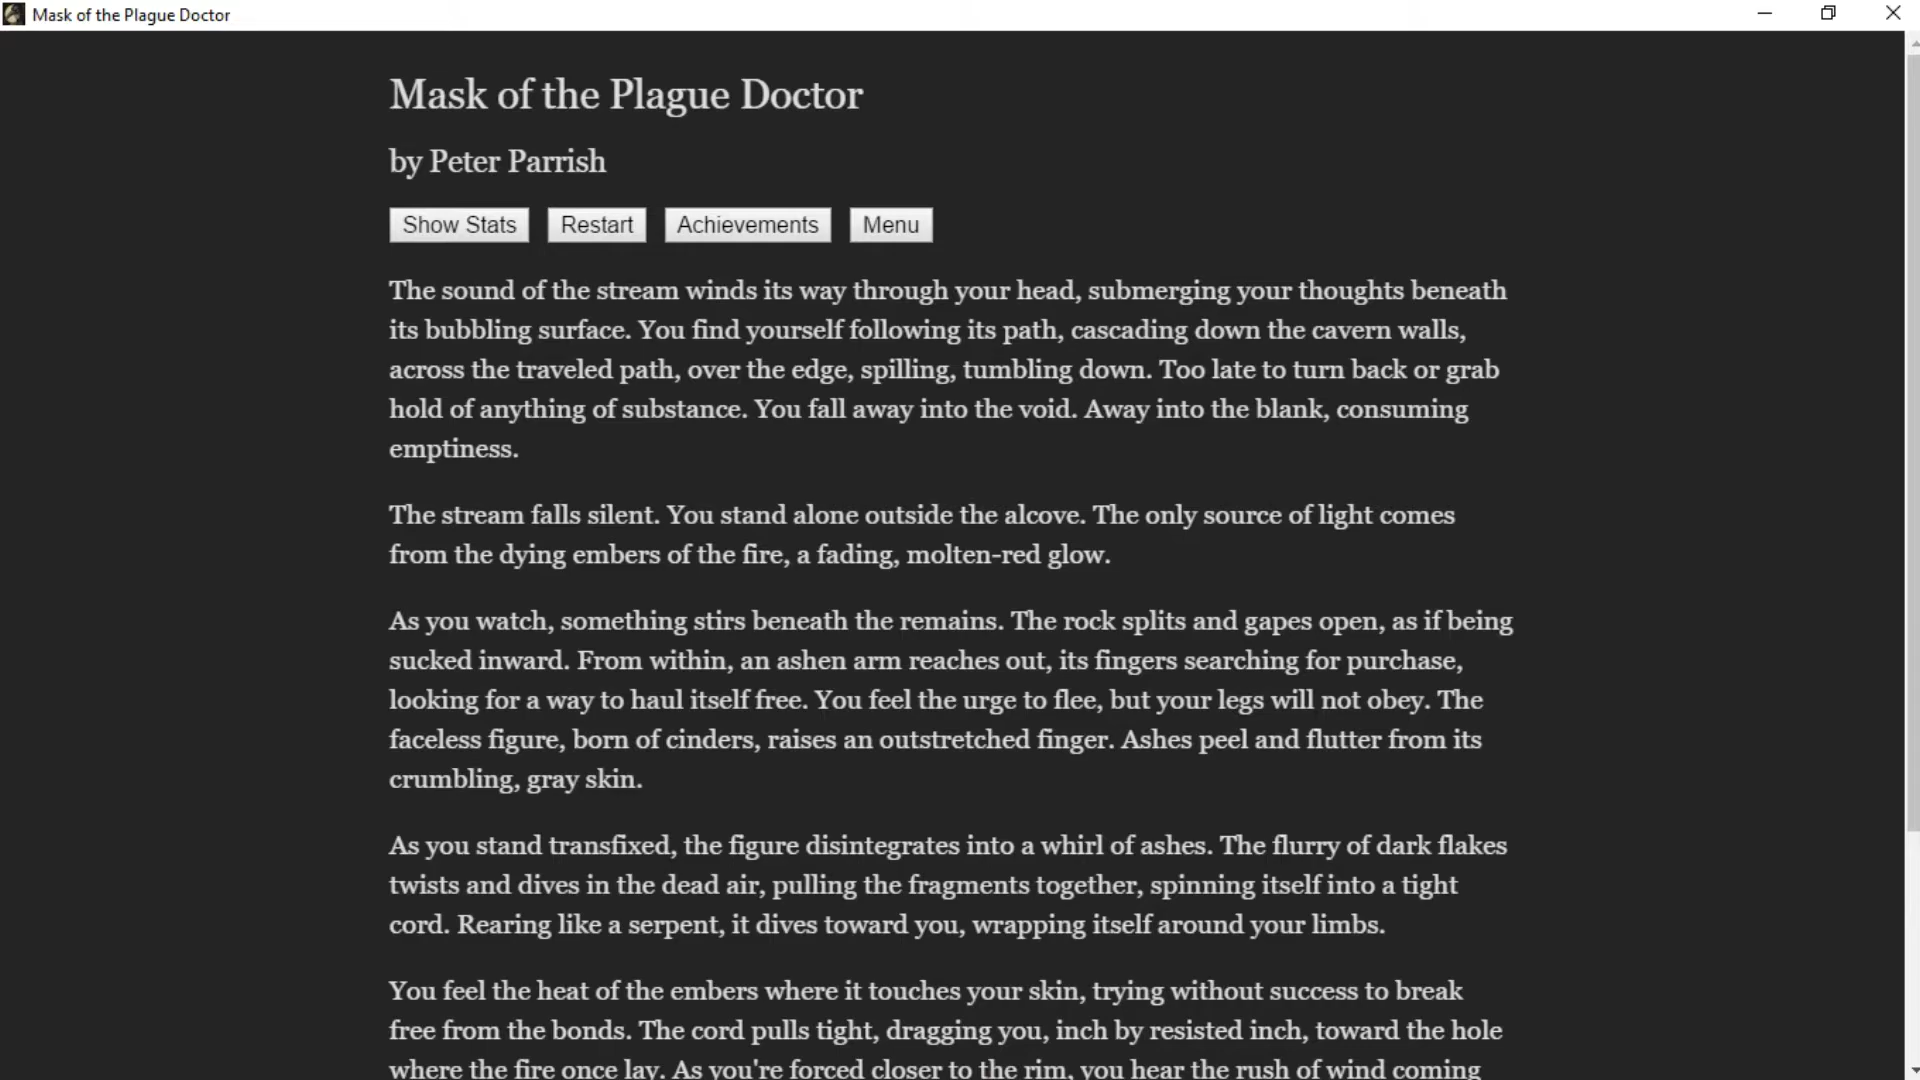 Mask of the Plague Doctor
Mask of the Plague Doctor
by Peter Parrish
Show Stats Restart Achievements Menu
The sound of the stream winds its way through your head, submerging your thoughts beneath
its bubbling surface. You find yourself following its path, cascading down the cavern walls,
across the traveled path, over the edge, spilling, tumbling down. Too late to turn back or grab
hold of anything of substance. You fall away into the void. Away into the blank, consuming
emptiness.
The stream falls silent. You stand alone outside the alcove. The only source of light comes
from the dying embers of the fire, a fading, molten-red glow.
As you watch, something stirs beneath the remains. The rock splits and gapes open, as if being
sucked inward. From within, an ashen arm reaches out, its fingers searching for purchase,
looking for a way to haul itself free. You feel the urge to flee, but your legs will not obey. The
faceless figure, born of cinders, raises an outstretched finger. Ashes peel and flutter from its
crumbling, gray skin.
As you stand transfixed, the figure disintegrates into a whirl of ashes. The flurry of dark flakes
twists and dives in the dead air, pulling the fragments together, spinning itself into a tight
cord. Rearing like a serpent, it dives toward you, wrapping itself around your limbs.
You feel the heat of the embers where it touches your skin, trying without success to break
free from the bonds. The cord pulls tight, dragging you, inch by resisted inch, toward the hole
where the fire once lay. As you're forced closer to the rim, you hear the rush of wind coming